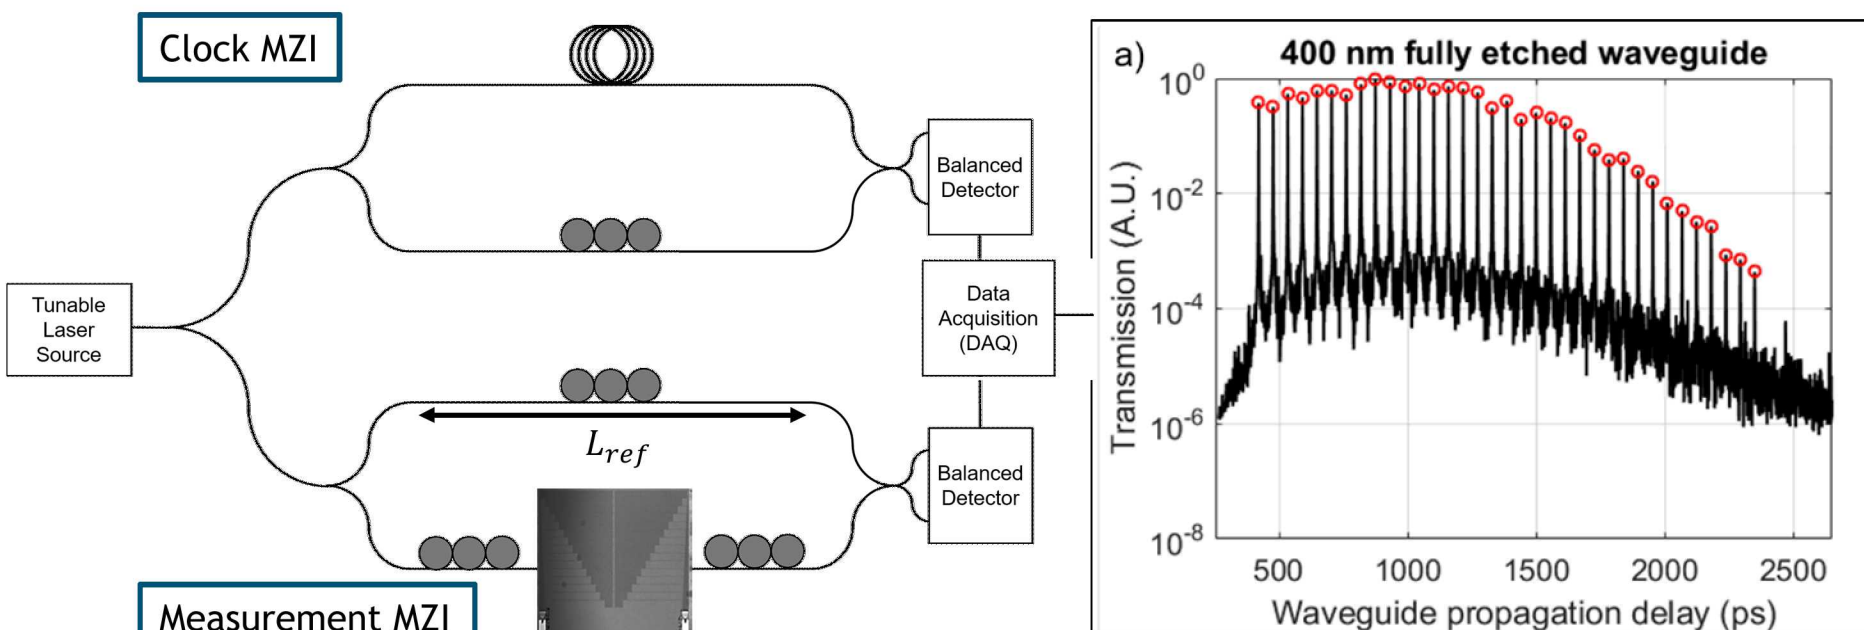 Clock MZI
Balanced
Detector
Tunable
Laser
Source
Data
Acquisition
(DAQ)
L_ref
Balanced
Detector
Measurement MZI
a)
400 nm fully etched waveguide
Transmission (A.U.)
10^0
10^-2
10^-4
10^-6
10^-8
500
1000
1500
2000
2500
Waveguide propagation delay (ps)